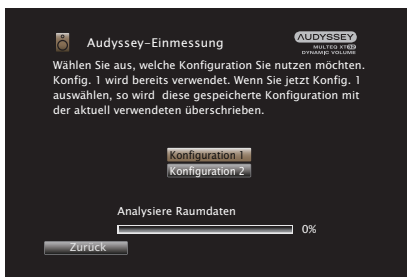 Audyssey-Einmessung
AUDYSSEY
MULTEQ XT32
DYNAMIC VOLUME
Wählen Sie aus, welche Konfiguration Sie nutzen möchten.
Konfig. 1 wird bereits verwendet. Wenn Sie jetzt Konfig. 1
auswählen, so wird diese gespeicherte Konfiguration mit
der aktuell verwendeten überschrieben.
Konfiguration 1
Konfiguration 2
Analysiere Raumdaten
0%
Zurück